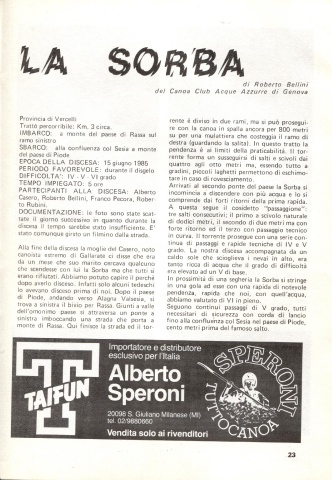 LA SORBA
di Roberto Bellini
del Canoa Club Acque Azzurre di Genova
Provincia di Vercelli
Tratto percorribile: Km. 3 circa.
IMBARCO: a monte del paese di Rassa sul
ramo sinistro
SBARCO: alla confluenza col Sesia a monte
del paese di Piode
EPOCA DELLA DISCESA: 15 giugno 1985
PERIODO FAVOREVOLE: durante il disgelo
DIFFICOLTA': IV - V - VI grado
TEMPO IMPIEGATO: 5 ore
PARTECIPANTI ALLA DISCESA: Alberto
Casero, Roberto Bellini, Franco Pacora, Rober-
to Rubini.
DOCUMENTAZIONE: le foto sono state scat-
tate il giorno successivo in quanto durante la
discesa il tempo sarebbe stato insufficiente. È
stato comunque girato un filmino dalla strada.
Alla fine della discesa la moglie del Casero, noto
canoista estremo di Gallarate ci disse che era
da un mese che suo marito cercava qualcuno
che scendesse con lui la Sorba ma che tutti si
erano rifiutati. Abbiamo potuto capire il perché
dopo averlo disceso. Infatti solo alcuni tedeschi
lo avevano disceso prima di noi. Dopo il paese
di Piode, andando verso Alagna Valsesia, si
trova a sinistra il bivio per Rassa. Giunti a valle
dell'omonimo paese si attraversa un ponte a
sinistra imboccando una strada che porta a
monte di Rassa. Qui finisce la strada ed il tor-
rente è diviso in due rami, ma si può prosegui-
re con la canoa in spalla ancora per 800 metri
su per una mulattiera che costeggia il ramo di
destra (guardando la salita). In questo tratto la
pendenza è ai limiti della praticabilità. Il tor-
rente forma un susseguirsi di salti e scivoli dai
quattro agli otto metri ma, essendo tutto a
gradini, piccoli laghetti permettono di eschimo-
tare in caso di rovesciamento.
Arrivati al secondo ponte del paese la Sorba si
incomincia a discendere con più acqua e lo si
comprende dai forti ritorni della prima rapida.
A questa segue il cosidetto "passaggione":
tre salti consecutivi; il primo a scivolo naturale
di dodici metri, il secondo di due metri ma con
forte ritorno ed il terzo con passaggio tecnico
in curva. Il torrente prosegue con una serie con-
tinua di passaggi e rapide tecniche di IV e V
grado. La nostra discesa accompagnata da un
caldo sole che scioglieva i nevai in alto, era
tanto ricca di acqua che il grado di difficoltà
era elevato ad un V di base.
In prossimità di una segheria la Sorba si stringe
in una gola ad esse con una rapida di notevole
pendenza, rapida che noi, con quell'acqua,
abbiamo valutato di VI in pieno.
Seguono continui passaggi di V grado, tutti
necessitari di sicurezza con corda di lancio
fino alla confluenza col Sesia nel paese di Piode,
cento metri prima del famoso salto.
TAIFUN
Importatore e distributore
esclusivo per l'Italia
Alberto
Speroni
20098 S. Giuliano Milanese (MI)
tel. 02/9880660
Vendita solo ai rivenditori
SPERONI
TUTTOCANOA
23